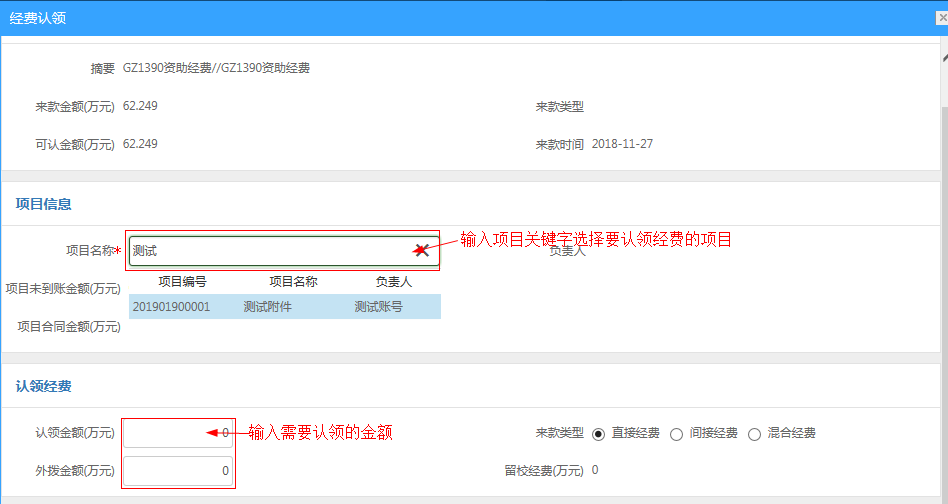 经费认领
摘要 GZ1390资助经费//GZ1390资助经费
来款金额(万元) 62.249 来款类型
可认金额(万元) 62.249 来款时间 2018-11-27
项目信息
输入项目关键字选择要认领经费的项目
项目名称* 测试 负责人
项目编号 项目名称 负责人
项目未到账金额(万元)
201901900001 测试附件 测试账号
项目合同金额(万元)
认领经费
认领金额(万元) 0 输入需要认领的金额 来款类型 直接经费 间接经费 混合经费
外拨金额(万元) 0 留校经费(万元) 0